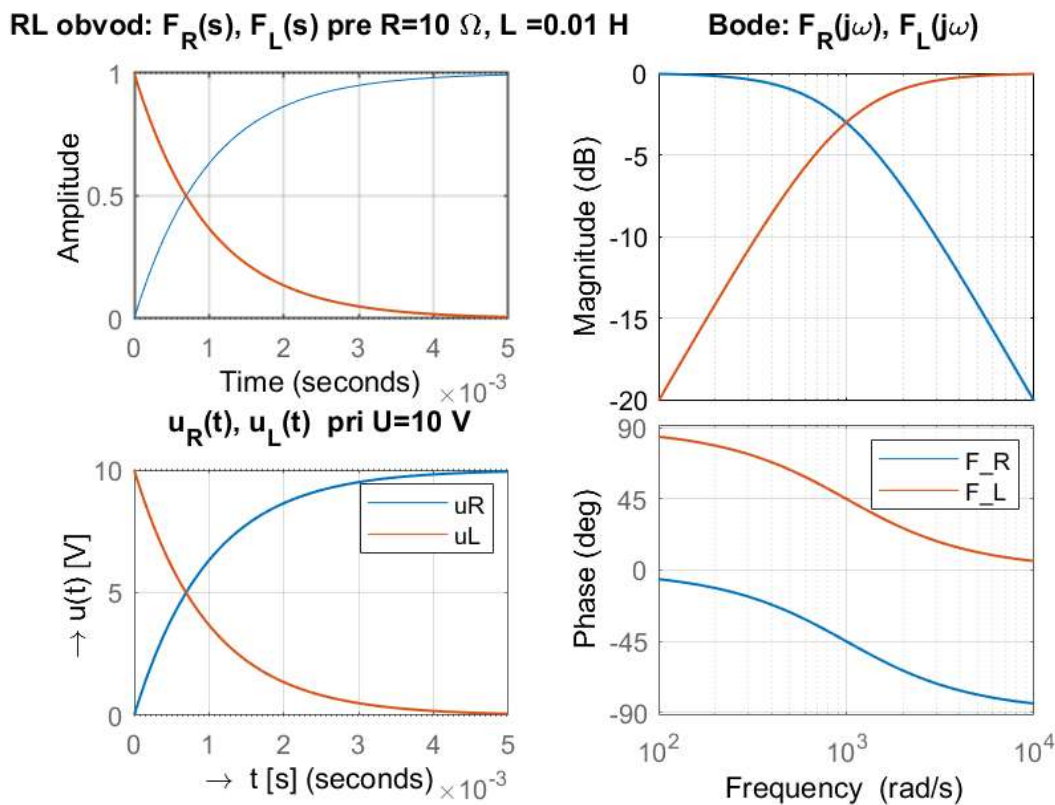 RL obvod: F_R(s), F_L(s) pre R=10 Ω, L =0.01 H
1
0.5
0
Amplitude
0 1 2 3 4 5
Time (seconds) ×10^-3
u_R(t), u_L(t) pri U=10 V
10
5
0
→ u(t) [V]
uR
uL
0 1 2 3 4 5
→ t [s] (seconds) ×10^-3
Bode: F_R(jω), F_L(jω)
0
-5
-10
-15
-20
Magnitude (dB)
90
45
0
-45
-90
Phase (deg)
F_R
F_L
10^2 10^3 10^4
Frequency (rad/s)